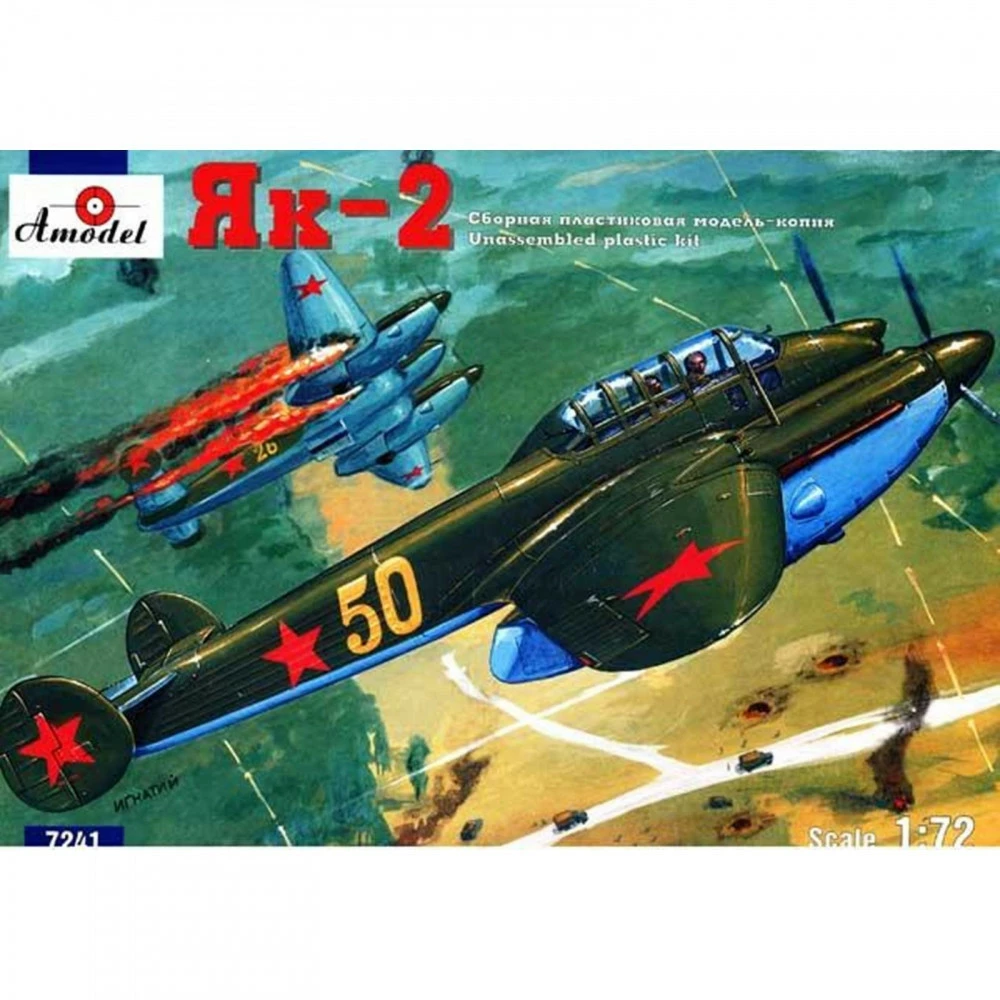 Amodel
Як-2
Сборная пластиковая модель-копия
Unassembled plastic kit
26
50
ИГНАТИЙ
7241
Scale 1:72